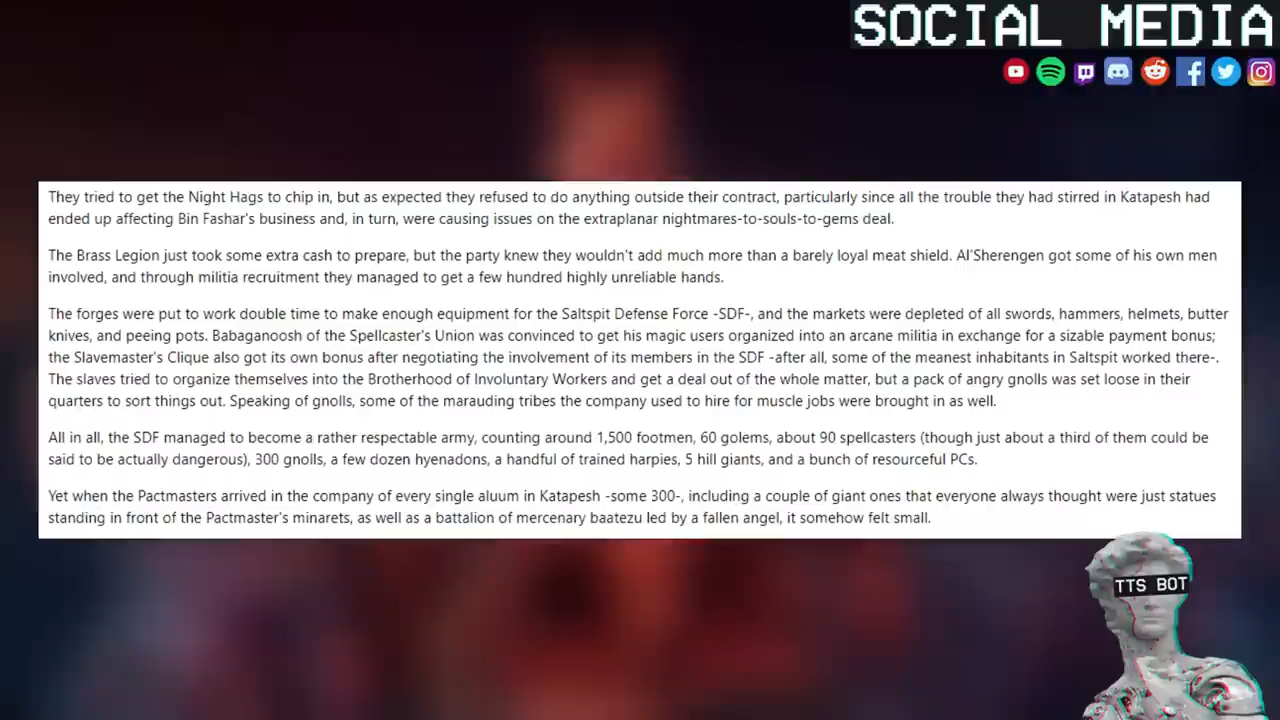 SOCIAL MEDIA
They tried to get the Night Hags to chip in, but as expected they refused to do anything outside their contract, particularly since all the trouble they had stirred in Katapesh had
ended up affecting Bin Fashar's business and, in turn, were causing issues on the extraplanar nightmares-to-souls-to-gems deal.
The Brass Legion just took some extra cash to prepare, but the party knew they wouldn't add much more than a barely loyal meat shield. Al'Sherengen got some of his own men
involved, and through militia recruitment they managed to get a few hundred highly unreliable hands.
The forges were put to work double time to make enough equipment for the Saltspit Defense Force -SDF-, and the markets were depleted of all swords, hammers, helmets, butter
knives, and peeing pots. Babaganoosh of the Spellcaster's Union was convinced to get his magic users organized into an arcane militia in exchange for a sizable payment bonus;
the Slavemaster's Clique also got its own bonus after negotiating the involvement of its members in the SDF -after all, some of the meanest inhabitants in Saltspit worked there-.
The slaves tried to organize themselves into the Brotherhood of Involuntary Workers and get a deal out of the whole matter, but a pack of angry gnolls was set loose in their
quarters to sort things out. Speaking of gnolls, some of the marauding tribes the company used to hire for muscle jobs were brought in as well.
All in all, the SDF managed to become a rather respectable army, counting around 1,500 footmen, 60 golems, about 90 spellcasters (though just about a third of them could be
said to be actually dangerous), 300 gnolls, a few dozen hyenadons, a handful of trained harpies, 5 hill giants, and a bunch of resourceful PCs.
Yet when the Pactmasters arrived in the company of every single aluum in Katapesh -some 300-, including a couple of giant ones that everyone always thought were just statues
standing in front of the Pactmaster's minarets, as well as a battalion of mercenary baatezu led by a fallen angel, it somehow felt small.
TTS BOT